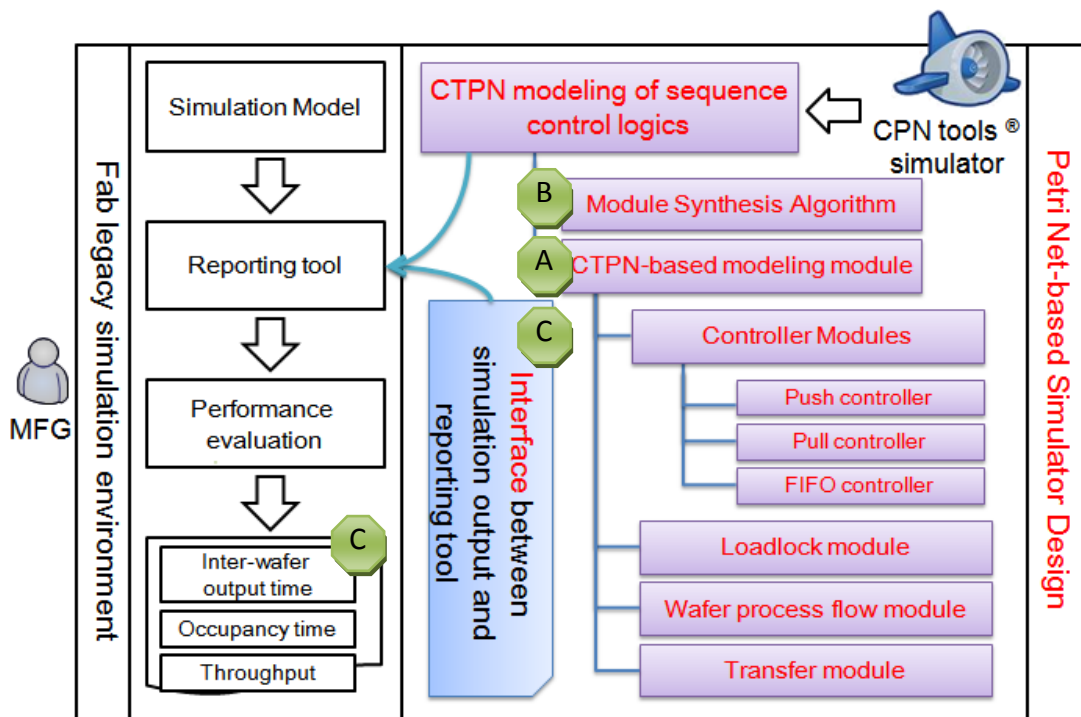 MFG
Fab legacy simulation environment
Simulation Model
Reporting tool
Performance
evaluation
C
Inter-wafer
output time
Occupancy time
Throughput
CTPN modeling of sequence
control logics
CPN tools ®
simulator
B
Module Synthesis Algorithm
A
CTPN-based modeling module
C
Interface between
simulation output and
reporting tool
Controller Modules
Push controller
Pull controller
FIFO controller
Loadlock module
Wafer process flow module
Transfer module
Petri Net-based Simulator Design